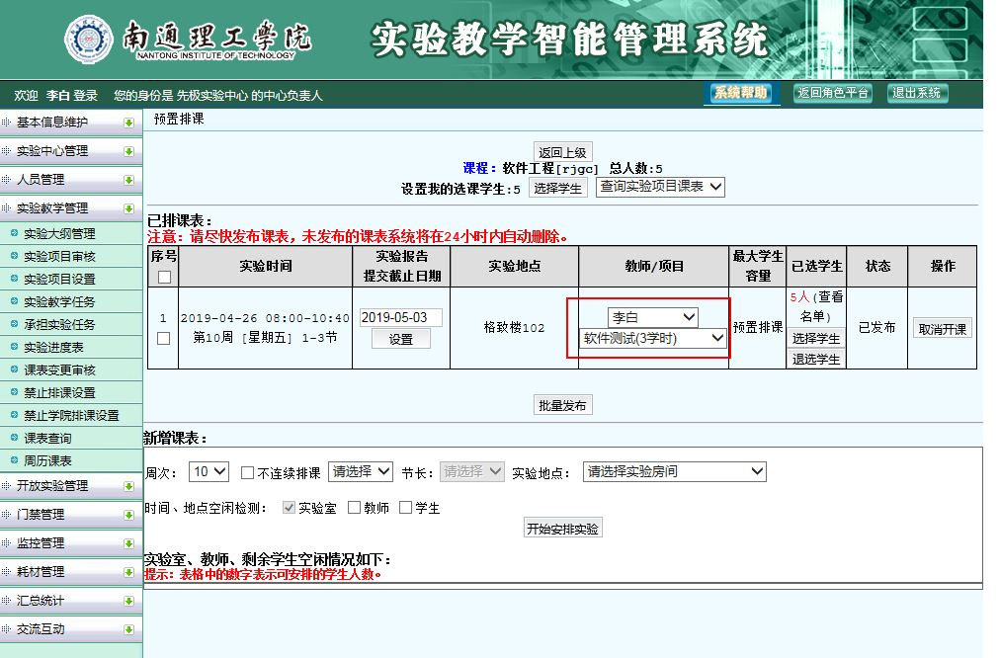 南通理工學院
NANTONG INSTITUTE OF TECHNOLOGY
实验教学智能管理系统
欢迎 李白 登录 您的身份是 先极实验中心 的中心负责人
系统帮助 返回角色平台 退出系统
基本信息维护
实验中心管理
人员管理
实验教学管理
实验大纲管理
实验项目审核
实验项目设置
实验教学任务
承担实验任务
实验进度表
课表变更审核
禁止排课设置
禁止学院排课设置
课表查询
周历课表
开放实验管理
门禁管理
监控管理
耗材管理
汇总统计
交流互动
预置排课
返回上级
课程：软件工程[rjgc] 总人数:5
设置我的选课学生:5 选择学生 查询实验项目课表
已排课表：
注意：请尽快发布课表，未发布的课表系统将在24小时内自动删除。
序号 实验时间 实验报告提交截止日期 实验地点 教师/项目 最大学生容量 已选学生 状态 操作
1 2019-04-26 08:00-10:40 第10周 [星期五] 1-3节 2019-05-03 设置 格致楼102 李白 软件测试(3学时) 预置排课 5人(查看名单) 选择学生 退选学生 已发布 取消开课
批量发布
新增课表：
周次： 10 不连续排课 请选择 节长： 请选择 实验地点： 请选择实验房间
时间、地点空闲检测： 实验室 教师 学生
开始安排实验
实验室、教师、剩余学生空闲情况如下：
提示：表格中的数字表示可安排的学生人数。